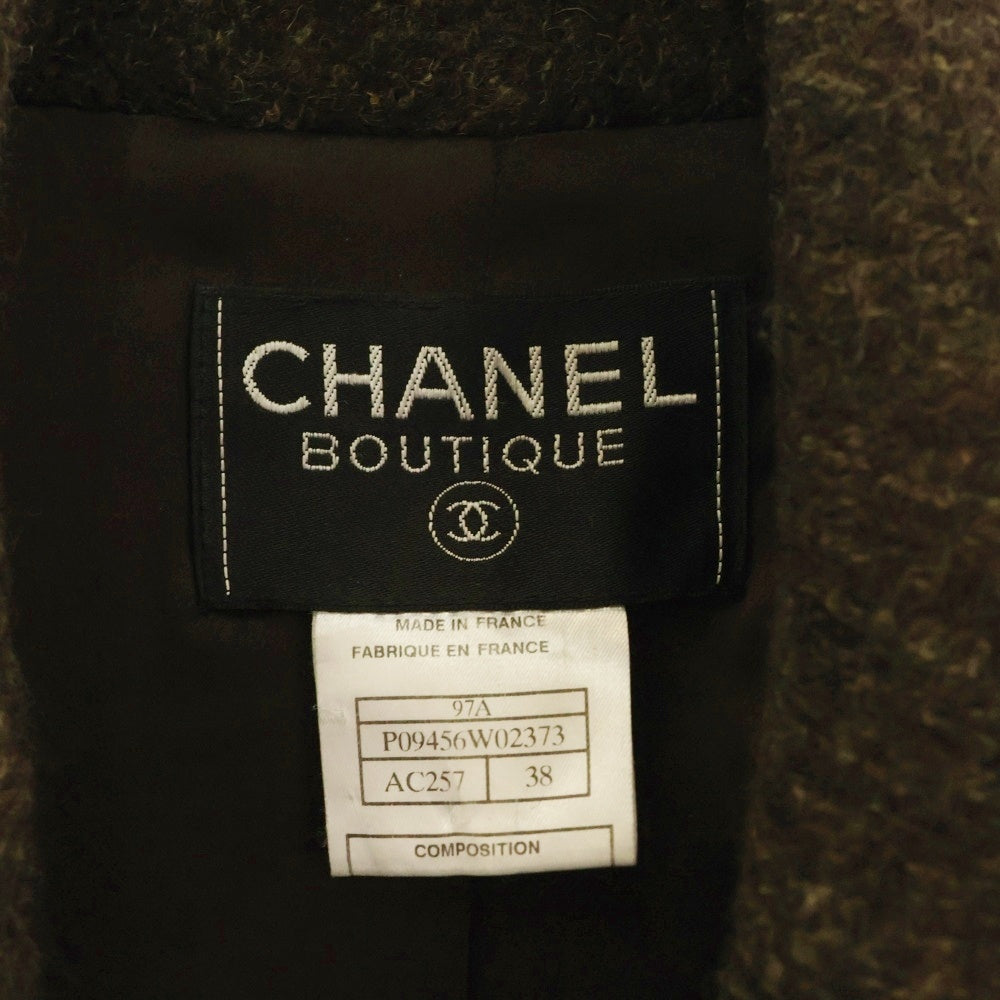 CHANEL
BOUTIQUE
MADE IN FRANCE
FABRIQUE EN FRANCE
97A
P09456W02373
AC257 38
COMPOSITION